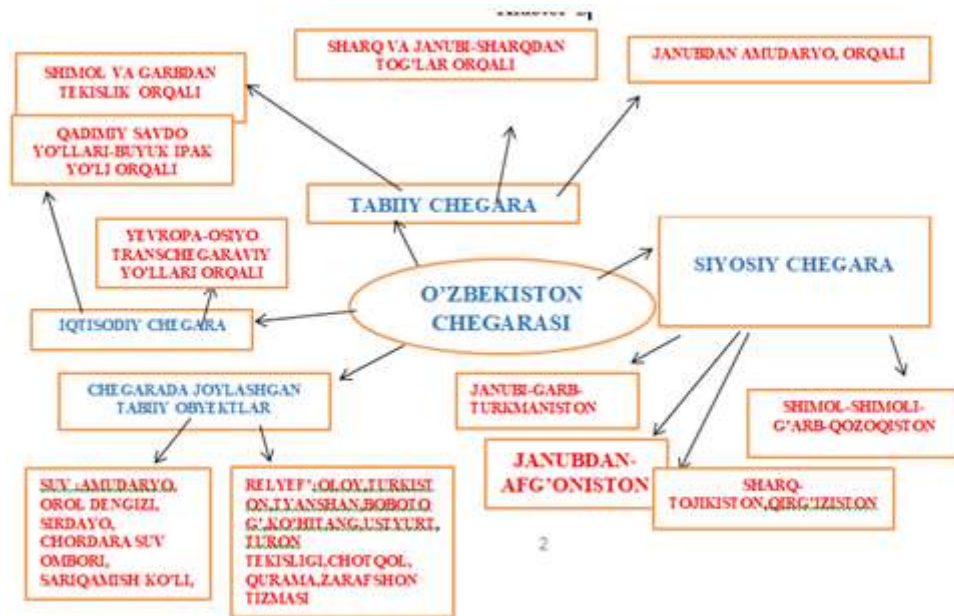 SHARQ VA JANUBI-SHARQDAN
TOG'LAR ORQALI
JANUBDAN AMUDARYO, ORQALI
SHIMOL VA GARBDAN
TEKISLIK ORQALI
QADIMIY SAVDO
YO'LLARI-BUYUK IPAK
YO'LI ORQALI
TABIIY CHEGARA
YEVROPA-OSIYO
TRANSCHEGARAVIY
YO'LLARI ORQALI
SIYOSIY CHEGARA
O'ZBEKISTON
CHEGARASI
IQTISODIY CHEGARA
CHEGARADA JOYLASHGAN
TABIIY OBYEKTLAR
JANUBI-GARB-
TURKMANISTON
SHIMOL-SHIMOLI-
G'ARB-QOZOQISTON
JANUBDAN-
AFG'ONISTON
SHARQ-
TOJIKISTON,QIRG'IZISTON
SUV :AMUDARYO,
OROL DENGIZI,
SIRDAYO,
CHORDARA SUV
OMBORI,
SARIQAMISH KO'LI,
RELYEF':OLOY,TURKIST
ON,TYANSHAN,BOBOTO
G',KO'HITANG,USTYURT,
TURON
TEKISLIGI,CHOTQOL,
QURAMA,ZARAFSHON
TIZMASI
2